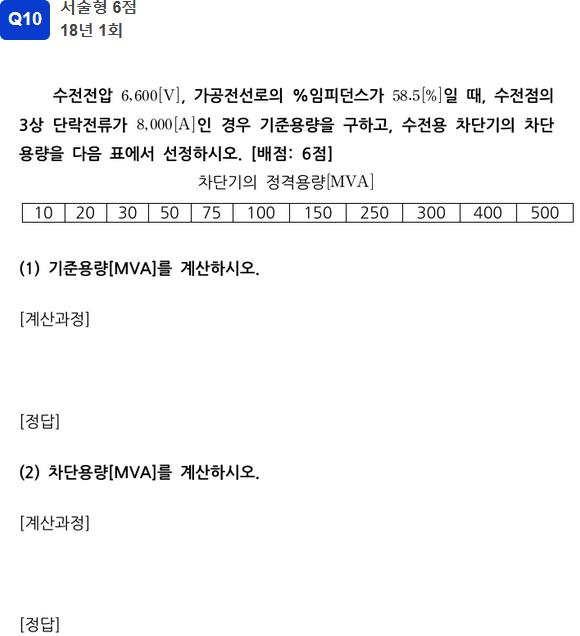 Q10
서술형 6점
18년 1회
수전전압 6,600[V], 가공전선로의 %임피던스가 58.5[%]일 때, 수전점의
3상 단락전류가 8,000[A]인 경우 기준용량을 구하고, 수전용 차단기의 차단
용량을 다음 표에서 선정하시오. [배점: 6점]
차단기의 정격용량[MVA]
10 20 30 50 75 100 150 250 300 400 500
(1) 기준용량[MVA]를 계산하시오.
[계산과정]
[정답]
(2) 차단용량[MVA]를 계산하시오.
[계산과정]
[정답]